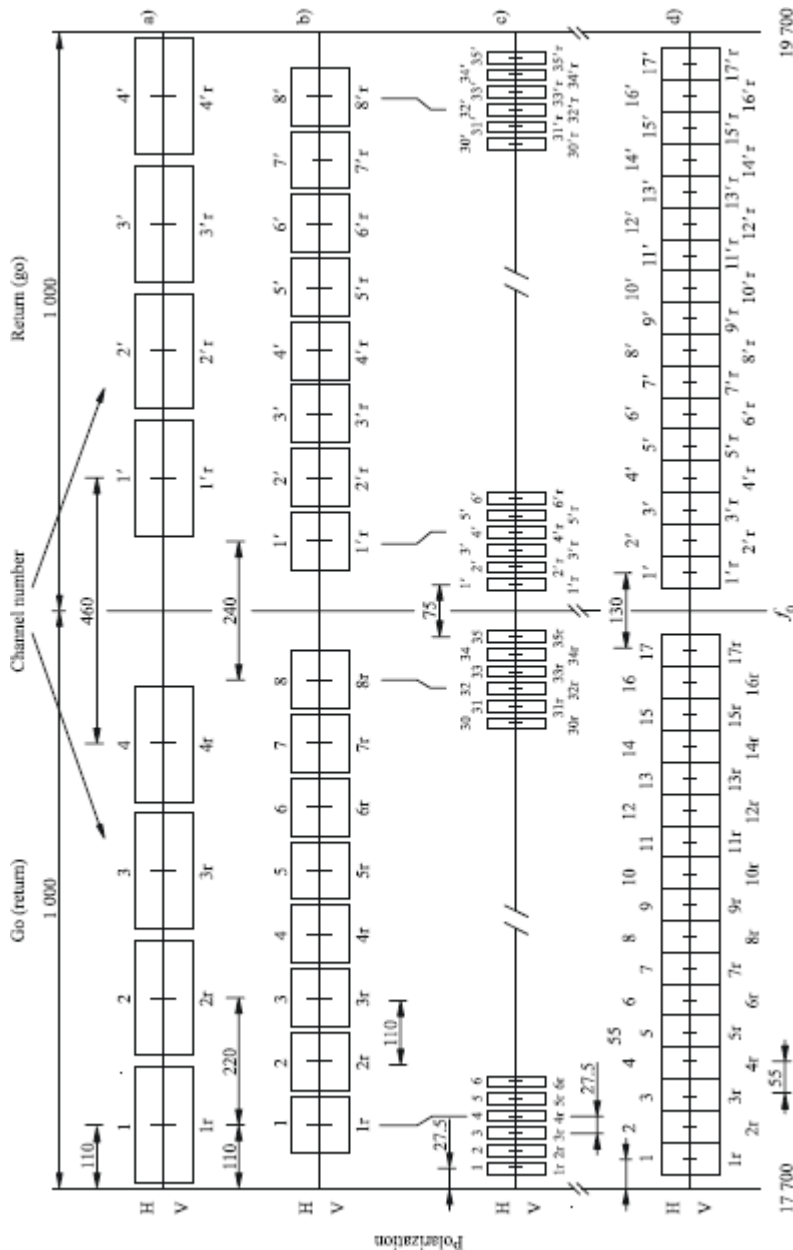 Go (return) Channel number Return (go)
1 000 1 000
110 460
H 1 2 3 4 1' 2' 3' 4' a)
V 1r 2r 3r 4r 1'r 2'r 3'r 4'r
110 220 240
H 1 2 3 4 5 6 7 8 1' 2' 3' 4' 5' 6' 7' 8' b)
V 1r 2r 3r 4r 5r 6r 7r 8r 1'r 2'r 3'r 4'r 5'r 6'r 7'r 8'r
110
27.5 75
H 1 2 3 4 5 6 30 31 32 33 34 35 1' 2' 3' 4' 5' 6' 30' 31' 32' 33' 34' 35' c)
V 1r 2r 3r 4r 5r 6r 30r 31r 32r 33r 34r 35r 1'r 2'r 3'r 4'r 5'r 6'r 30'r 31'r 32'r 33'r 34'r 35'r
27.5
55 130
H 1 2 3 4 5 6 7 8 9 10 11 12 13 14 15 16 17 1' 2' 3' 4' 5' 6' 7' 8' 9' 10' 11' 12' 13' 14' 15' 16' 17' d)
V 1r 2r 3r 4r 5r 6r 7r 8r 9r 10r 11r 12r 13r 14r 15r 16r 17r 1'r 2'r 3'r 4'r 5'r 6'r 7'r 8'r 9'r 10'r 11'r 12'r 13'r 14'r 15'r 16'r 17'r
55
17 700 f0 19 700
Polarization